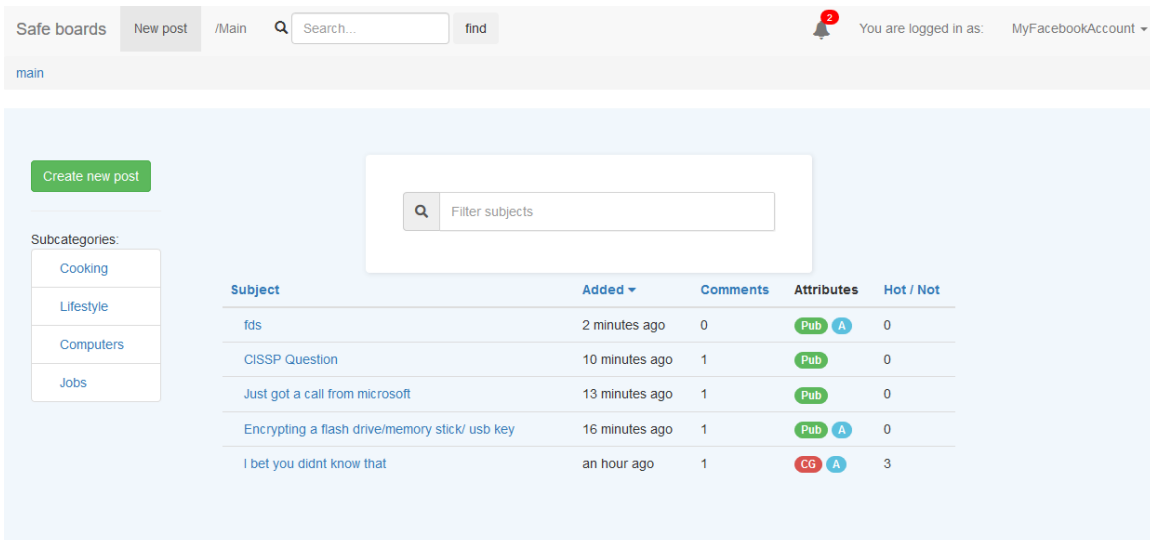 Safe boards New post /Main Search... find 2 You are logged in as: MyFacebookAccount
main
Create new post
Filter subjects
Subcategories:
Cooking
Lifestyle
Computers
Jobs
Subject Added Comments Attributes Hot / Not
fds 2 minutes ago 0 Pub A 0
CISSP Question 10 minutes ago 1 Pub 0
Just got a call from microsoft 13 minutes ago 1 Pub 0
Encrypting a flash drive/memory stick/ usb key 16 minutes ago 1 Pub A 0
I bet you didnt know that an hour ago 1 CG A 3